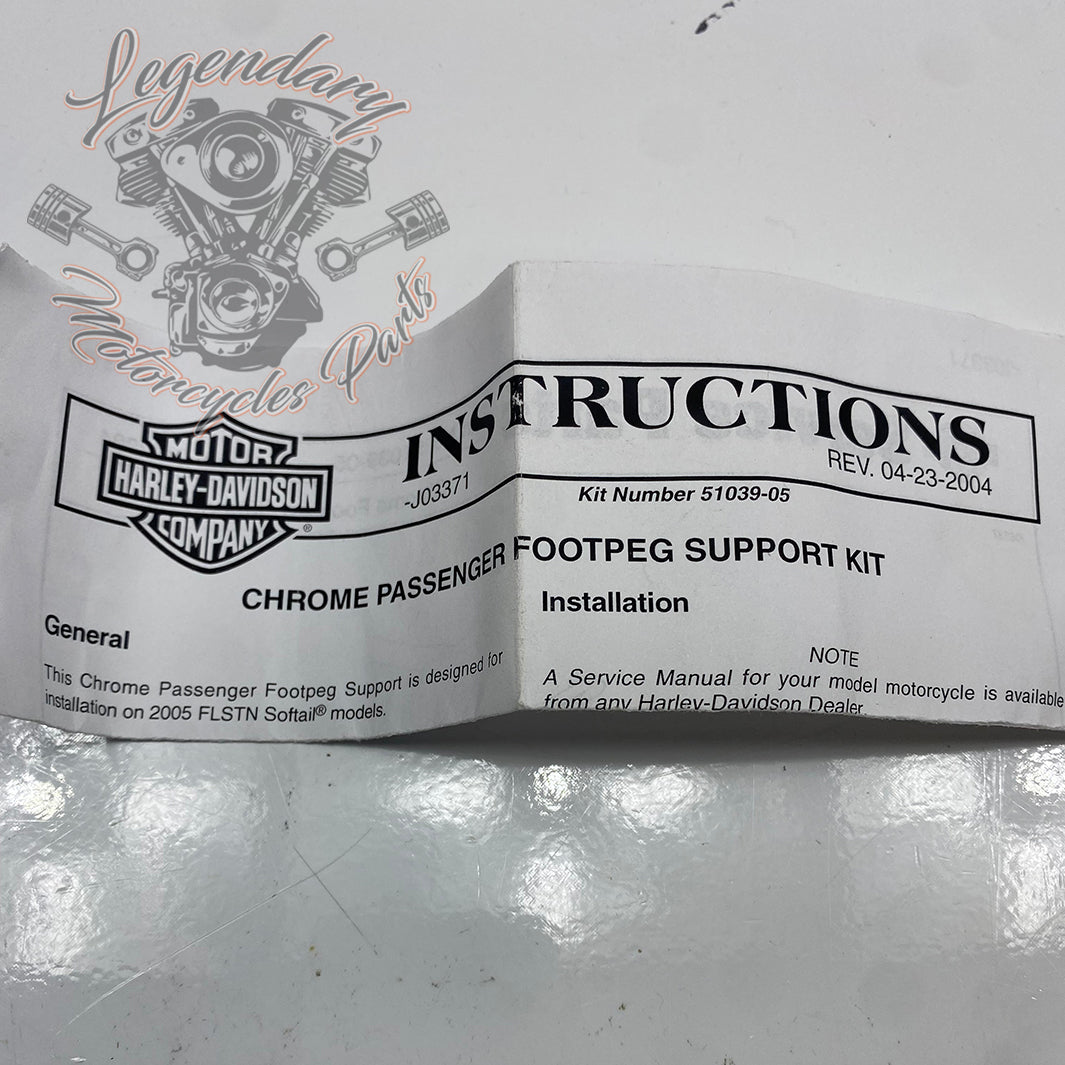 Legendary
Motorcycles Parts
MOTOR
HARLEY-DAVIDSON
COMPANY
®
INSTRUCTIONS
-J03371
REV. 04-23-2004
Kit Number 51039-05
CHROME PASSENGER FOOTPEG SUPPORT KIT
General
This Chrome Passenger Footpeg Support is designed for
installation on 2005 FLSTN Softail® models.
Installation
NOTE
A Service Manual for your model motorcycle is available
from any Harley-Davidson Dealer.